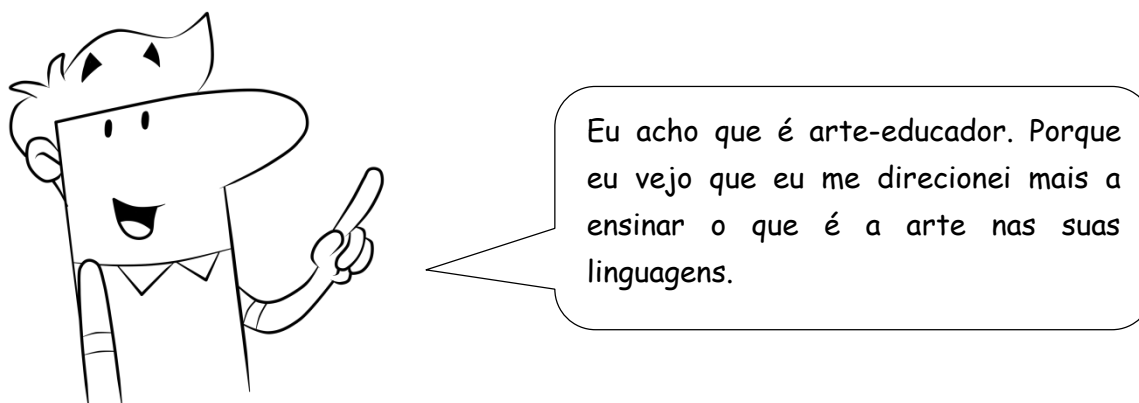 Eu acho que é arte-educador. Porque
eu vejo que eu me direcionei mais a
ensinar o que é a arte nas suas
linguagens.